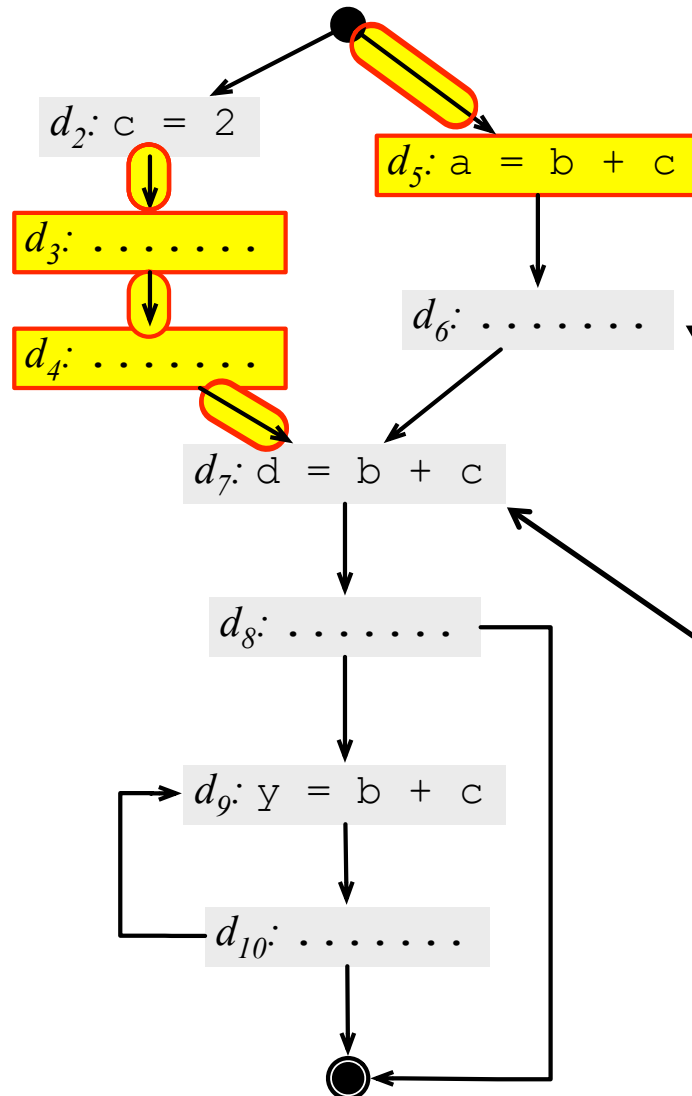 d2: c = 2
d5: a = b + c
d3: . . . . . . .
d6: . . . . . . .
d4: . . . . . . .
d7: d = b + c
d8: . . . . . . .
d9: y = b + c
d10: . . . . . . .